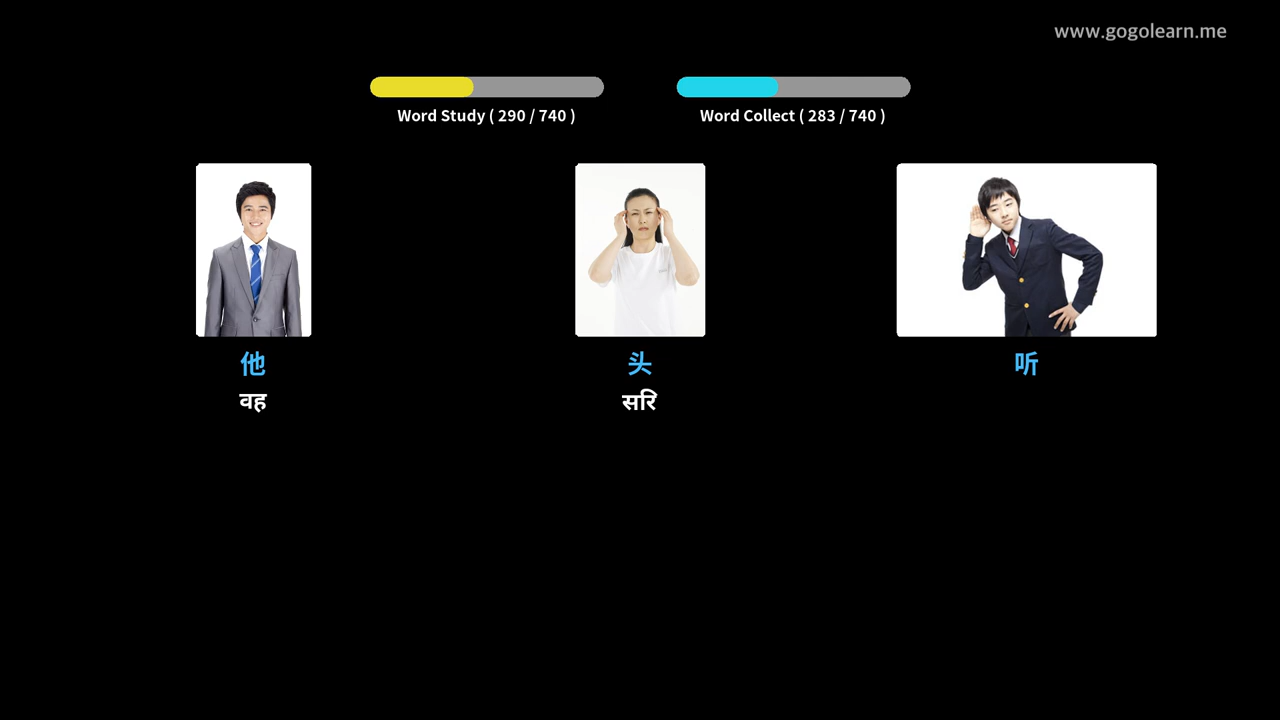 www.gogolearn.me
Word Study ( 290 / 740 )
Word Collect ( 283 / 740 )
他
头
听
वह
सरि